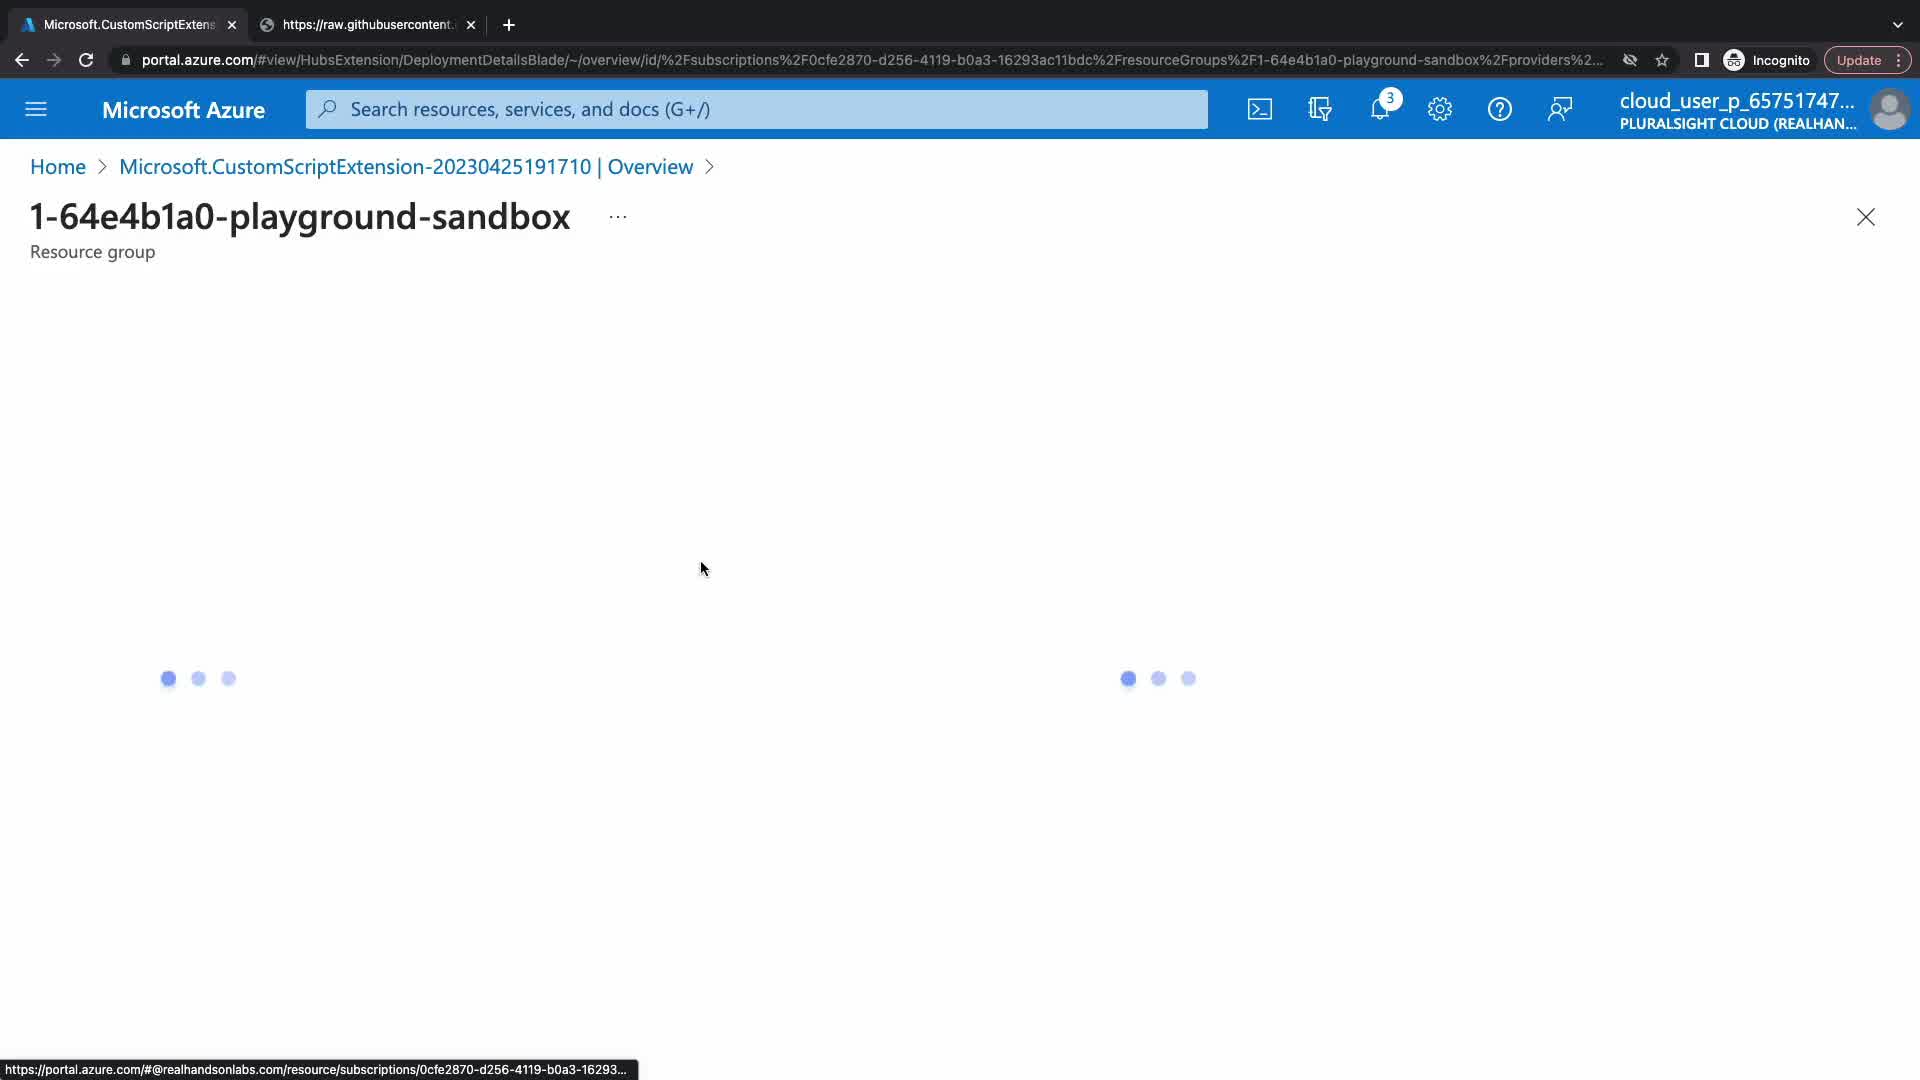 Microsoft.CustomScriptExtens
https://raw.githubusercontent.
portal.azure.com/#view/HubsExtension/DeploymentDetailsBlade/~/overview/id/%2Fsubscriptions%2F0cfe2870-d256-4119-b0a3-16293ac11bdc%2FresourceGroups%2F1-64e4b1a0-playground-sandbox%2Fproviders%2...
Incognito
Update
Microsoft Azure
Search resources, services, and docs (G+/)
3
cloud_user_p_65751747...
PLURALSIGHT CLOUD (REALHAN...
Home > Microsoft.CustomScriptExtension-20230425191710 | Overview >
1-64e4b1a0-playground-sandbox ...
Resource group
https://portal.azure.com/#@realhandsonlabs.com/resource/subscriptions/0cfe2870-d256-4119-b0a3-16293...